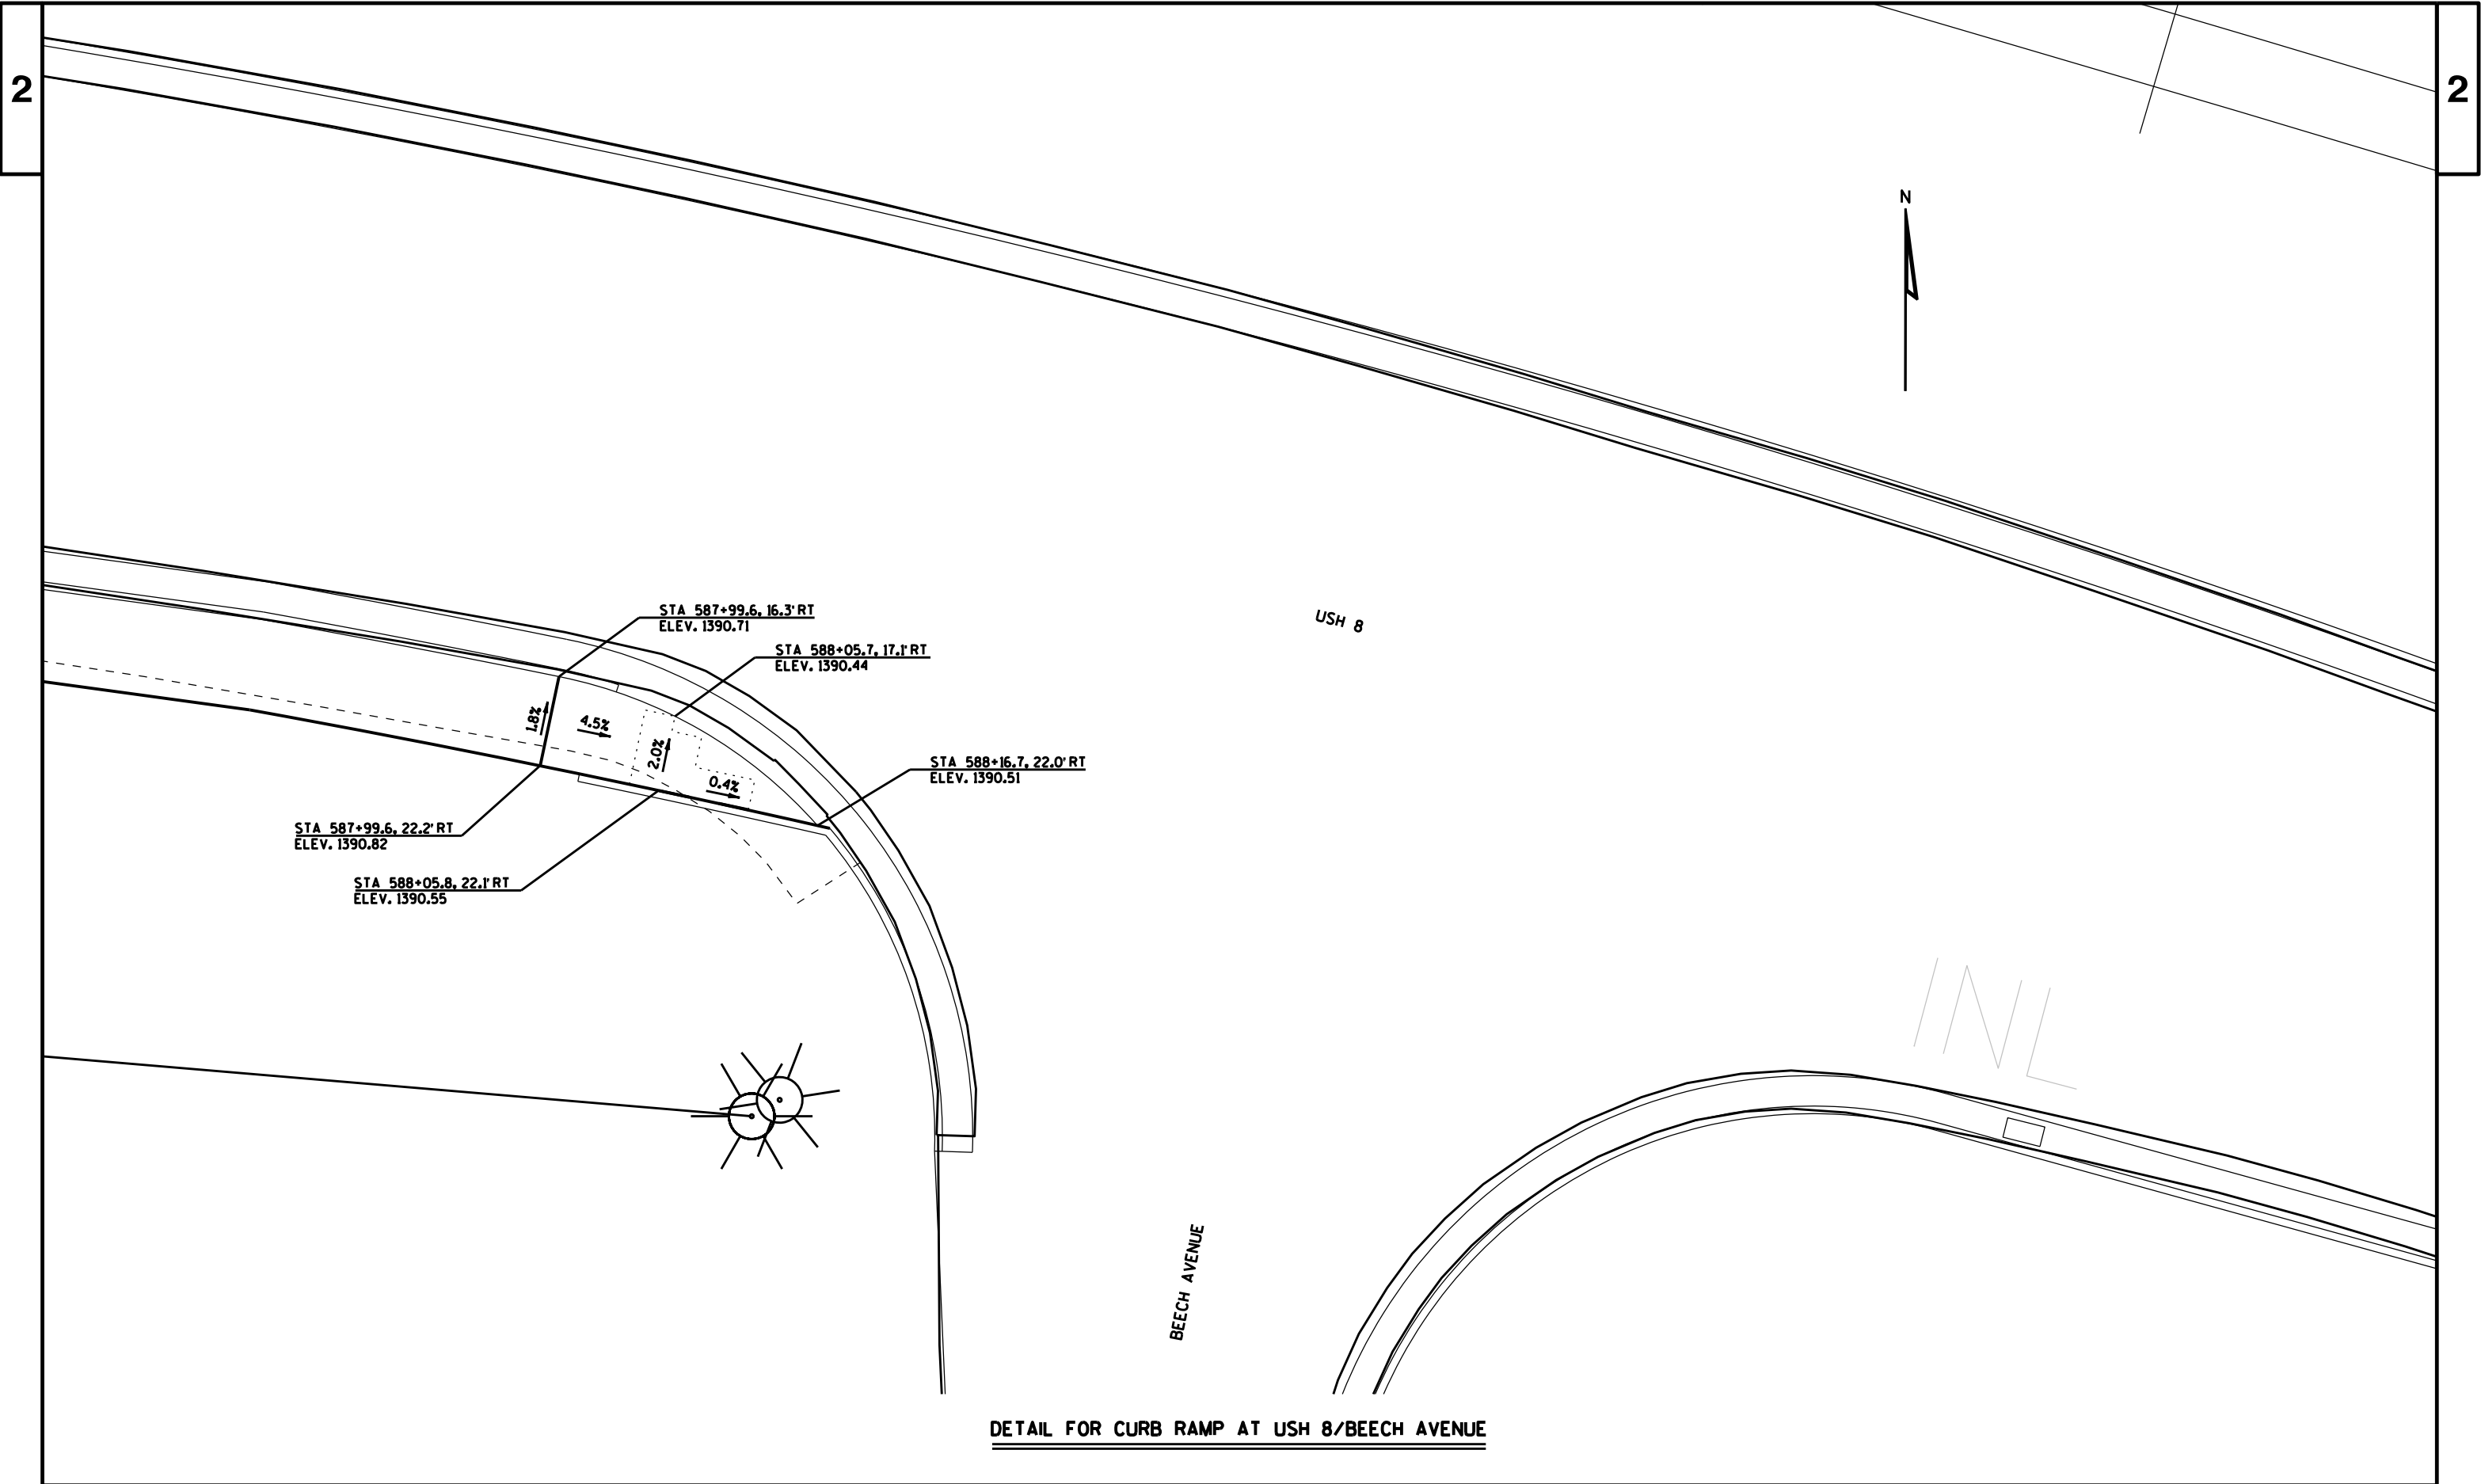 2
2
N
USH 8
STA 587+99.6, 16.3' RT
ELEV. 1390.71
STA 588+05.7, 17.1' RT
ELEV. 1390.44
1.8%
4.5%
2.0%
0.4%
STA 588+16.7, 22.0' RT
ELEV. 1390.51
STA 587+99.6, 22.2' RT
ELEV. 1390.82
STA 588+05.8, 22.1' RT
ELEV. 1390.55
INL
BEECH AVENUE
DETAIL FOR CURB RAMP AT USH 8/BEECH AVENUE